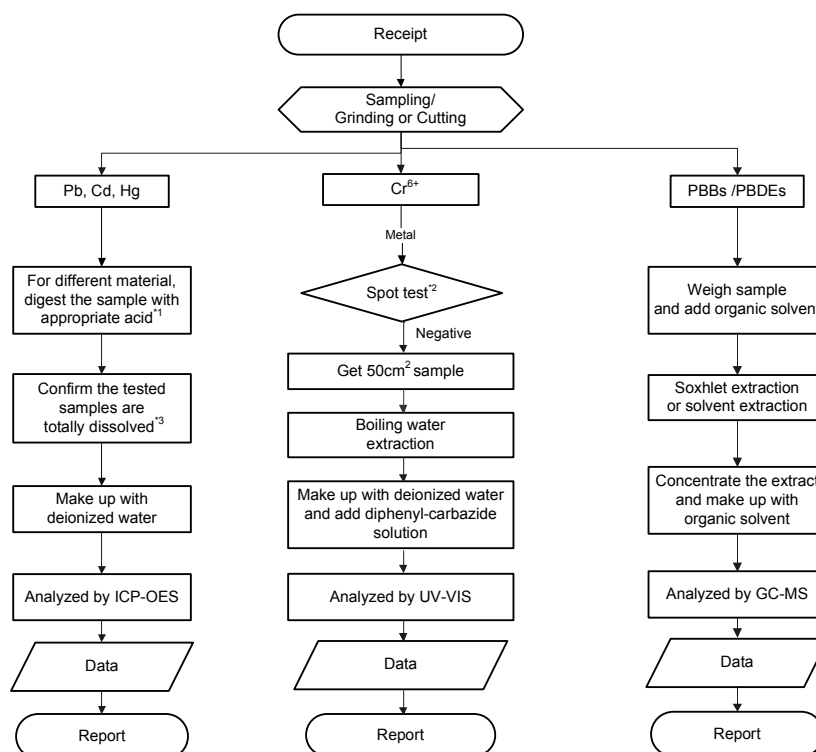 Receipt
Sampling/
Grinding or Cutting
Pb, Cd, Hg
For different material,
digest the sample with
appropriate acid*1
Confirm the tested
samples are
totally dissolved*3
Make up with
deionized water
Analyzed by ICP-OES
Data
Report
Cr6+
Metal
Spot test*2
Negative
Get 50cm2 sample
Boiling water
extraction
Make up with deionized water
and add diphenyl-carbazide
solution
Analyzed by UV-VIS
Data
Report
PBBs /PBDEs
Weigh sample
and add organic solvent
Soxhlet extraction
or solvent extraction
Concentrate the extract
and make up with
organic solvent
Analyzed by GC-MS
Data
Report